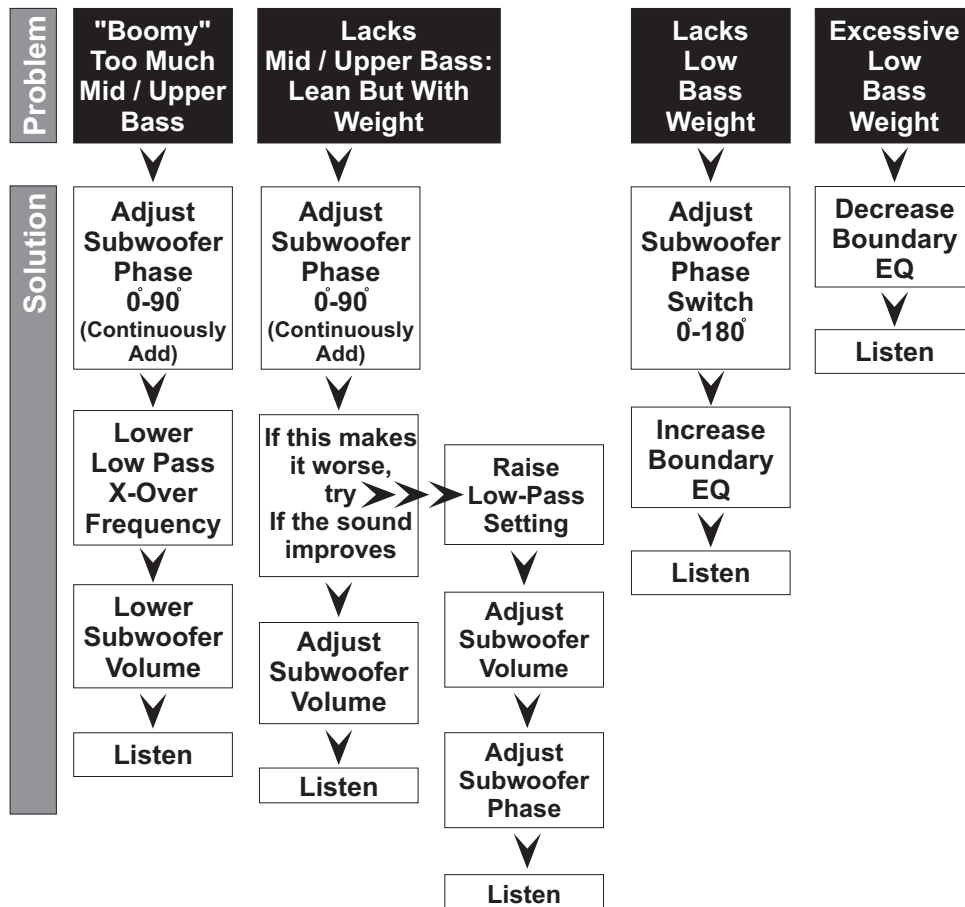 Problem
"Boomy"
Too Much
Mid / Upper
Bass
Lacks
Mid / Upper Bass:
Lean But With
Weight
Lacks
Low
Bass
Weight
Excessive
Low
Bass
Weight
Solution
Adjust
Subwoofer
Phase
0°-90°
(Continuously
Add)
Lower
Low Pass
X-Over
Frequency
Lower
Subwoofer
Volume
Listen
Adjust
Subwoofer
Phase
0°-90°
(Continuously
Add)
If this makes
it worse,
try
If the sound
improves
Adjust
Subwoofer
Volume
Listen
Raise
Low-Pass
Setting
Adjust
Subwoofer
Volume
Adjust
Subwoofer
Phase
Listen
Adjust
Subwoofer
Phase
Switch
0°-180°
Increase
Boundary
EQ
Listen
Decrease
Boundary
EQ
Listen